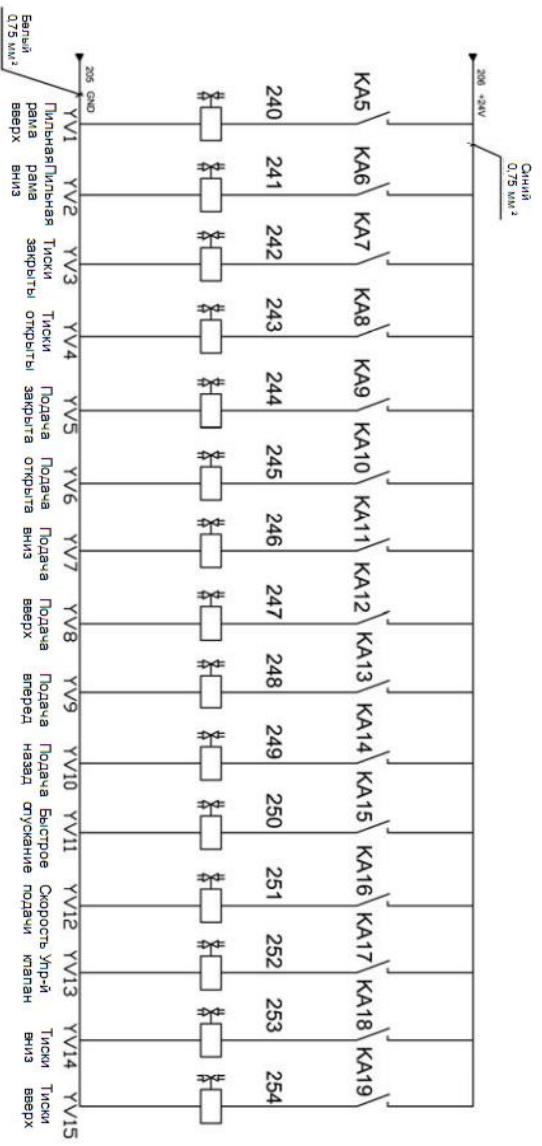 Синий
0,75 мм²
206 +24V
KA5 KA6 KA7 KA8 KA9 KA10 KA11 KA12 KA13 KA14 KA15 KA16 KA17 KA18 KA19
240 241 242 243 244 245 246 247 248 249 250 251 252 253 254
205 GND
YV1 YV2 YV3 YV4 YV5 YV6 YV7 YV8 YV9 YV10 YV11 YV12 YV13 YV14 YV15
Белый
0,75 мм²
Пильная Пильная Тиски Тиски Подача Подача Подача Подача Подача Подача Быстрое Скорость Упр-й Тиски Тиски
рама рама закрыты открыты закрыта открыта вниз вверх вперед назад опускание подачи клапан вниз вверх
вверх вниз